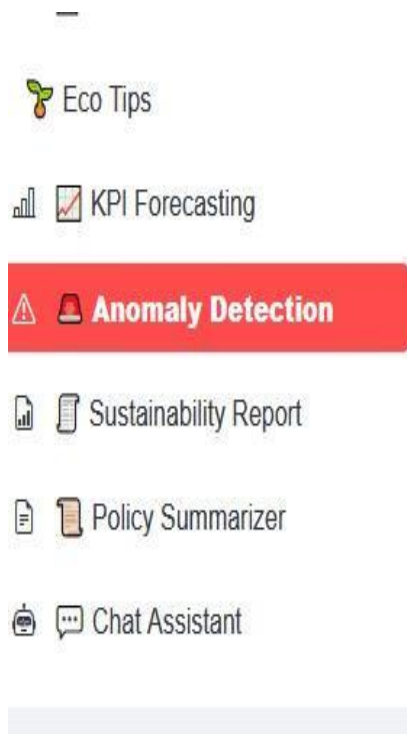 Eco Tips
KPI Forecasting
Anomaly Detection
Sustainability Report
Policy Summarizer
Chat Assistant